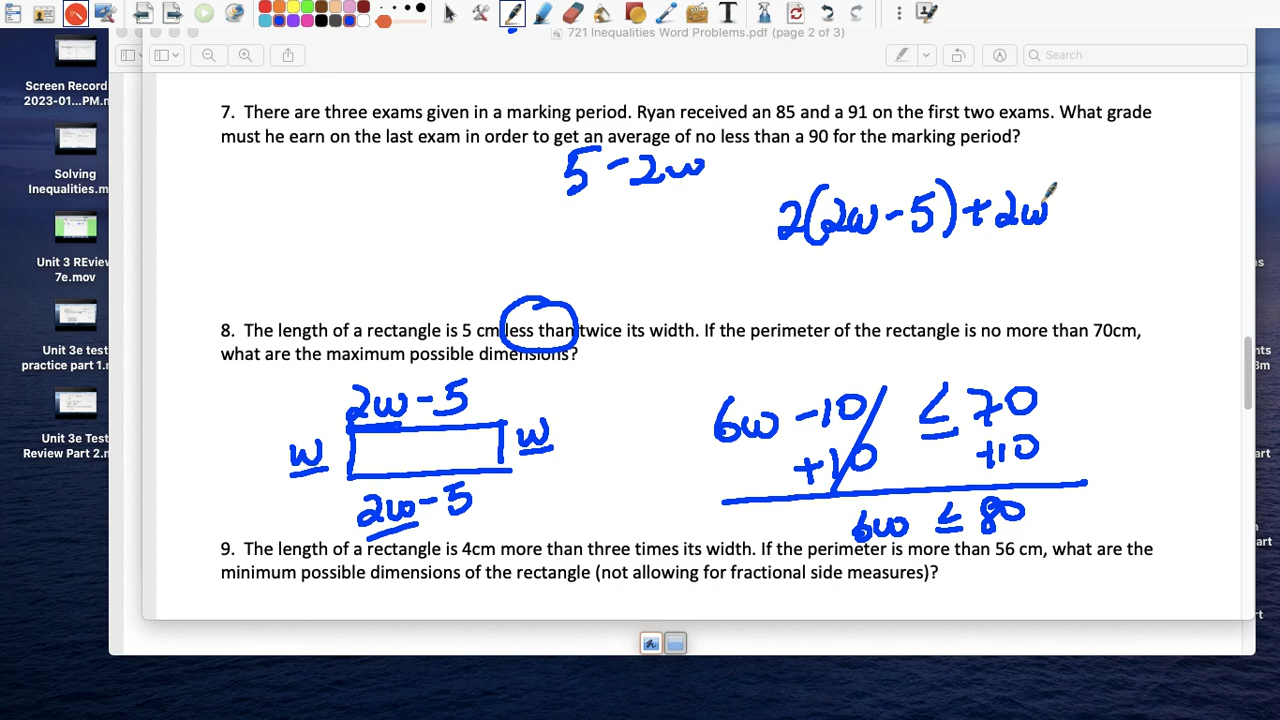 721 Inequalities Word Problems.pdf (page 2 of 3)
Search
Screen Record
2023-01...PM.m
Solving
Inequalities.m
Unit 3 REview
7e.mov
Unit 3e test
practice part 1.m
Unit 3e Test
Review Part 2.m
7. There are three exams given in a marking period. Ryan received an 85 and a 91 on the first two exams. What grade
must he earn on the last exam in order to get an average of no less than a 90 for the marking period?
5 - 2w
2(2w - 5) + 2w
8. The length of a rectangle is 5 cm less than twice its width. If the perimeter of the rectangle is no more than 70cm,
what are the maximum possible dimensions?
2w - 5
w
w
2w - 5
6w - 10 ≤ 70
+10 +10
6w ≤ 80
9. The length of a rectangle is 4cm more than three times its width. If the perimeter is more than 56 cm, what are the
minimum possible dimensions of the rectangle (not allowing for fractional side measures)?